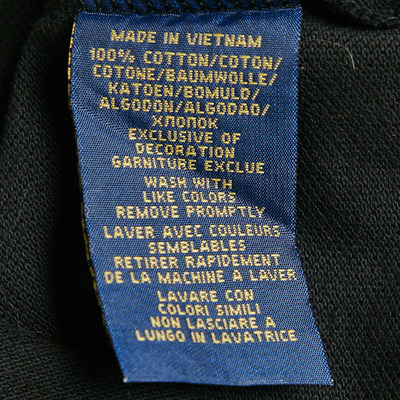 MADE IN VIETNAM
100% COTTON/COTON/
COTONE/BAUMWOLLE/
KATOEN/BOMULD/
ALGODON/ALGODAO/
ХЛОПОК
EXCLUSIVE OF
DECORATION
GARNITURE EXCLUE
WASH WITH
LIKE COLORS
REMOVE PROMPTLY
LAVER AVEC COULEURS
SEMBLABLES
RETIRER RAPIDEMENT
DE LA MACHINE A LAVER
LAVARE CON
COLORI SIMILI
NON LASCIARE A
LUNGO IN LAVATRICE